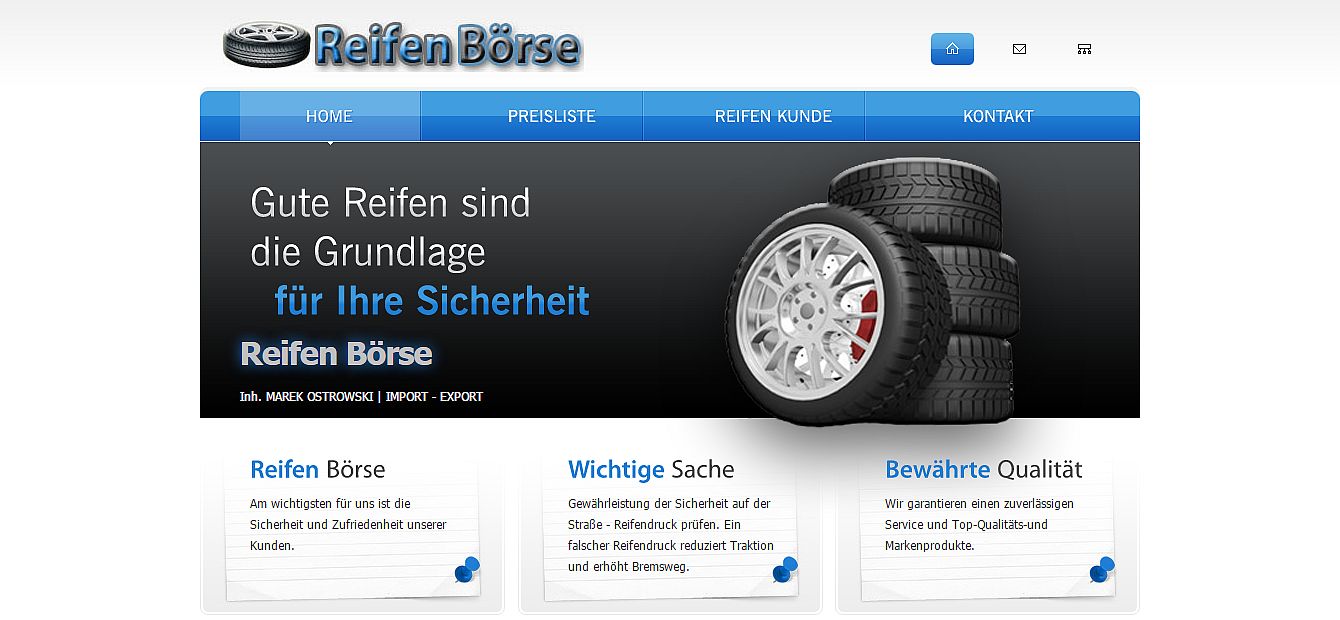 Reifen Börse
HOME
PREISLISTE
REIFEN KUNDE
KONTAKT
Gute Reifen sind
die Grundlage
für Ihre Sicherheit
Reifen Börse
Inh. MAREK OSTROWSKI | IMPORT - EXPORT
Reifen Börse
Am wichtigsten für uns ist die
Sicherheit und Zufriedenheit unserer
Kunden.
Wichtige Sache
Gewährleistung der Sicherheit auf der
Straße - Reifendruck prüfen. Ein
falscher Reifendruck reduziert Traktion
und erhöht Bremsweg.
Bewährte Qualität
Wir garantieren einen zuverlässigen
Service und Top-Qualitäts-und
Markenprodukte.